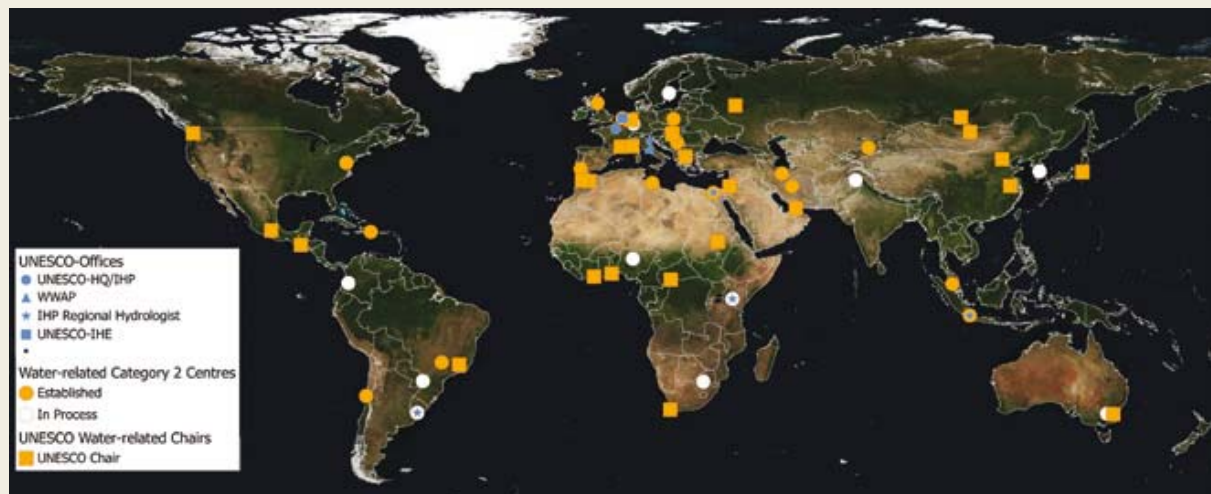 UNESCO-Offices
UNESCO-HQ/IHP
WWAP
IHP Regional Hydrologist
UNESCO-IHE
Water-related Category 2 Centres
Established
In Process
UNESCO Water-related Chairs
UNESCO Chair